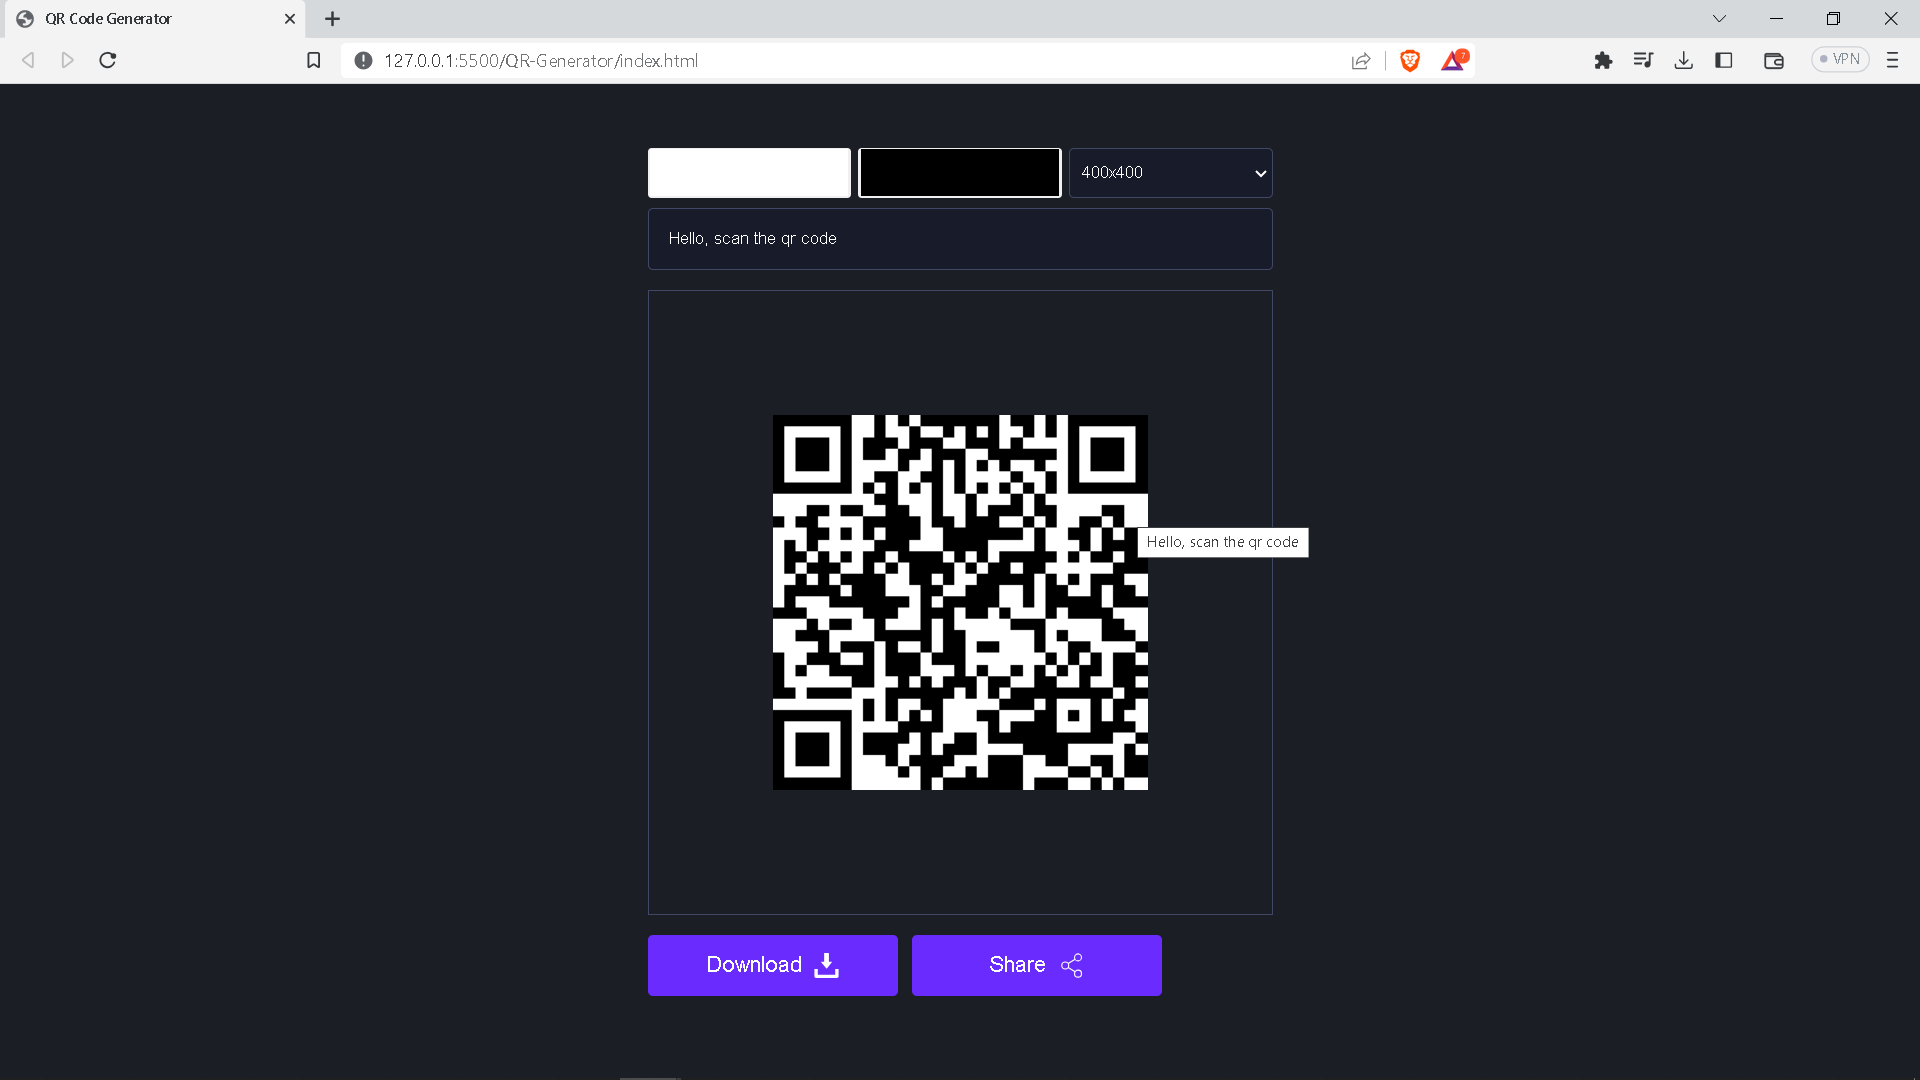 QR Code Generator
127.0.0.1:5500/QR-Generator/index.html
7
VPN
400x400
Hello, scan the qr code
Hello, scan the qr code
Download
Share